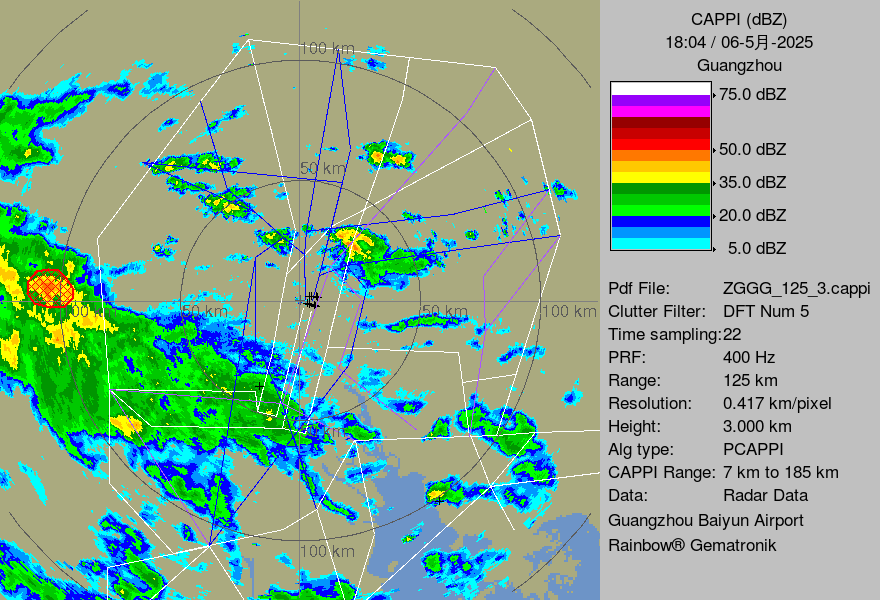 CAPPI (dBZ)
18:04 / 06-5月-2025
Guangzhou
75.0 dBZ
50.0 dBZ
35.0 dBZ
20.0 dBZ
5.0 dBZ
Pdf File: ZGGG_125_3.cappi
Clutter Filter: DFT Num 5
Time sampling:22
PRF: 400 Hz
Range: 125 km
Resolution: 0.417 km/pixel
Height: 3.000 km
Alg type: PCAPPI
CAPPI Range: 7 km to 185 km
Data: Radar Data
Guangzhou Baiyun Airport
Rainbow® Gematronik
100 km
50 km
50 km
50 km
100 km
100 km